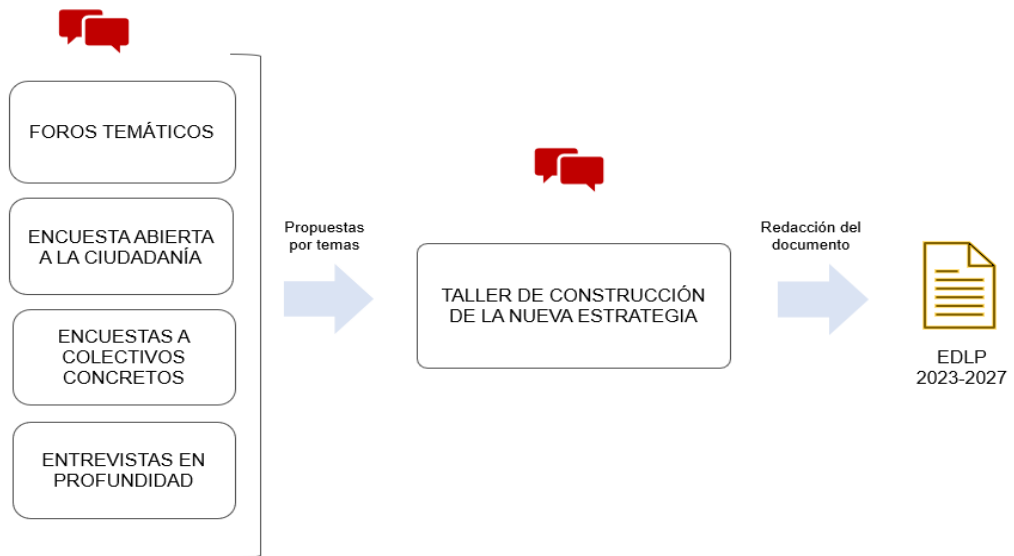 FOROS TEMÁTICOS
ENCUESTA ABIERTA
A LA CIUDADANÍA
ENCUESTAS A
COLECTIVOS
CONCRETOS
ENTREVISTAS EN
PROFUNDIDAD
Propuestas
por temas
TALLER DE CONSTRUCCIÓN
DE LA NUEVA ESTRATEGIA
Redacción del
documento
EDLP
2023-2027